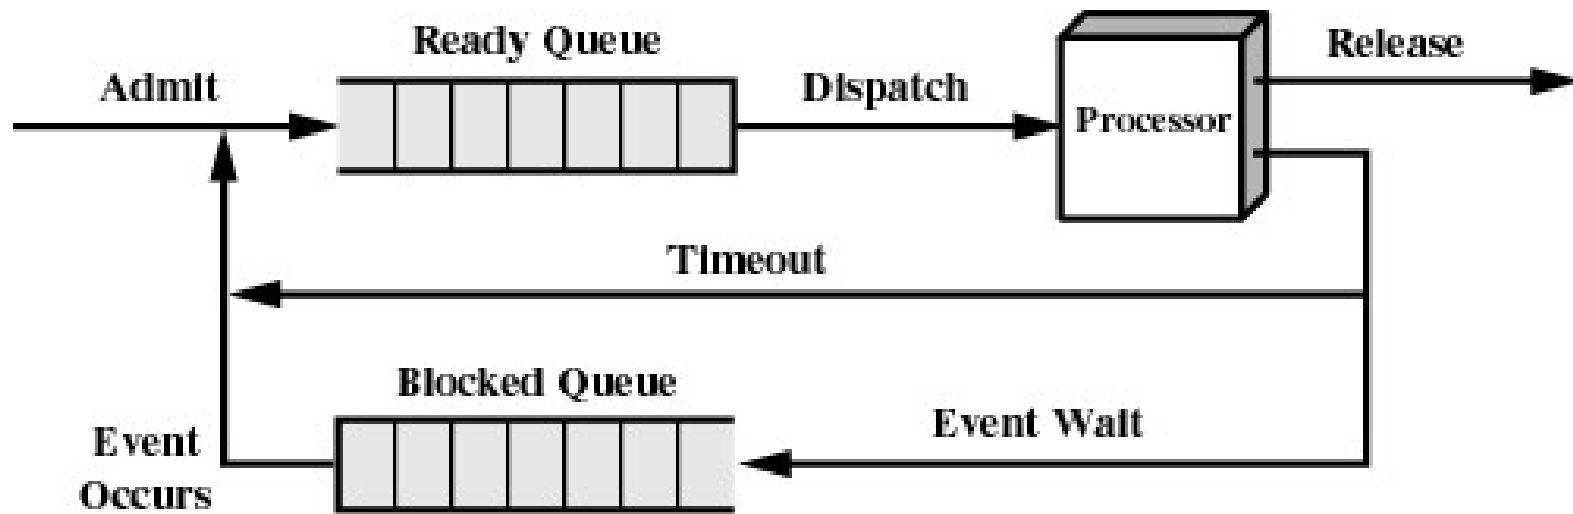 Ready Queue
Release
Admit
Dispatch
Processor
Timeout
Blocked Queue
Event Wait
Event
Occurs